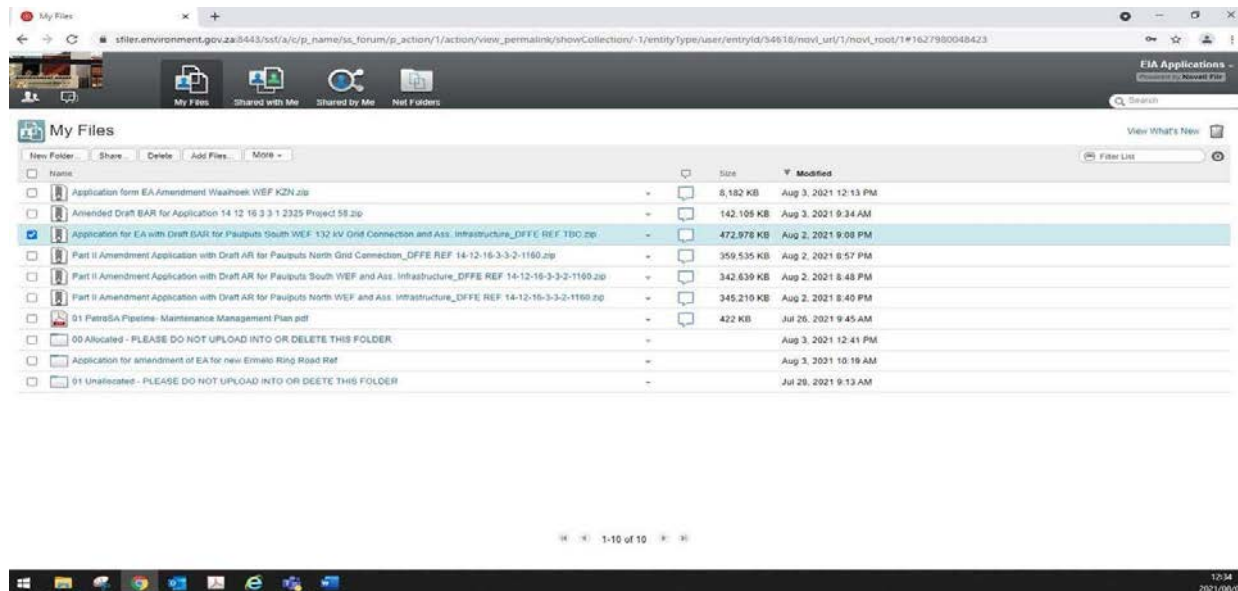 My Files
sfiler.environment.gov.za:8443/ssf/a/c/p_name/ss_forum/p_action/1/action/view_permalink/showCollection/-1/entityType/user/entryId/54618/novl_url/1/novl_root/1#1627980048423
EIA Applications
Powered by Novell Filr
My Files Shared with Me Shared by Me Net Folders
Search
My Files
View What's New
New Folder... Share... Delete Add Files... More
Filter List
Name Size Modified
Application form EA Amendment Waaihoek WEF KZN.zip 8,182 KB Aug 3, 2021 12:13 PM
Amended Draft BAR for Application 14 12 16 3 3 1 2325 Project 58.zip 142,105 KB Aug 3, 2021 9:34 AM
Application for EA with Draft BAR for Paulputs South WEF 132 kV Grid Connection and Ass. Infrastructure_DFFE REF TBC.zip 472,978 KB Aug 2, 2021 9:08 PM
Part II Amendment Application with Draft AR for Paulputs North Grid Connection_DFFE REF 14-12-16-3-3-2-1160.zip 359,535 KB Aug 2, 2021 8:57 PM
Part II Amendment Application with Draft AR for Paulputs South WEF and Ass. Infrastructure_DFFE REF 14-12-16-3-3-2-1160.zip 342,639 KB Aug 2, 2021 8:48 PM
Part II Amendment Application with Draft AR for Paulputs North WEF and Ass. Infrastructure_DFFE REF 14-12-16-3-3-2-1160.zip 345,210 KB Aug 2, 2021 8:40 PM
01 PetroSA Pipeline- Maintenance Management Plan.pdf 422 KB Jul 26, 2021 9:45 AM
00 Allocated - PLEASE DO NOT UPLOAD INTO OR DELETE THIS FOLDER Aug 3, 2021 12:41 PM
Application for amendment of EA for new Ermelo Ring Road Ref Aug 3, 2021 10:19 AM
01 Unallocated - PLEASE DO NOT UPLOAD INTO OR DEETE THIS FOLDER Jul 28, 2021 9:13 AM
1-10 of 10
12:34